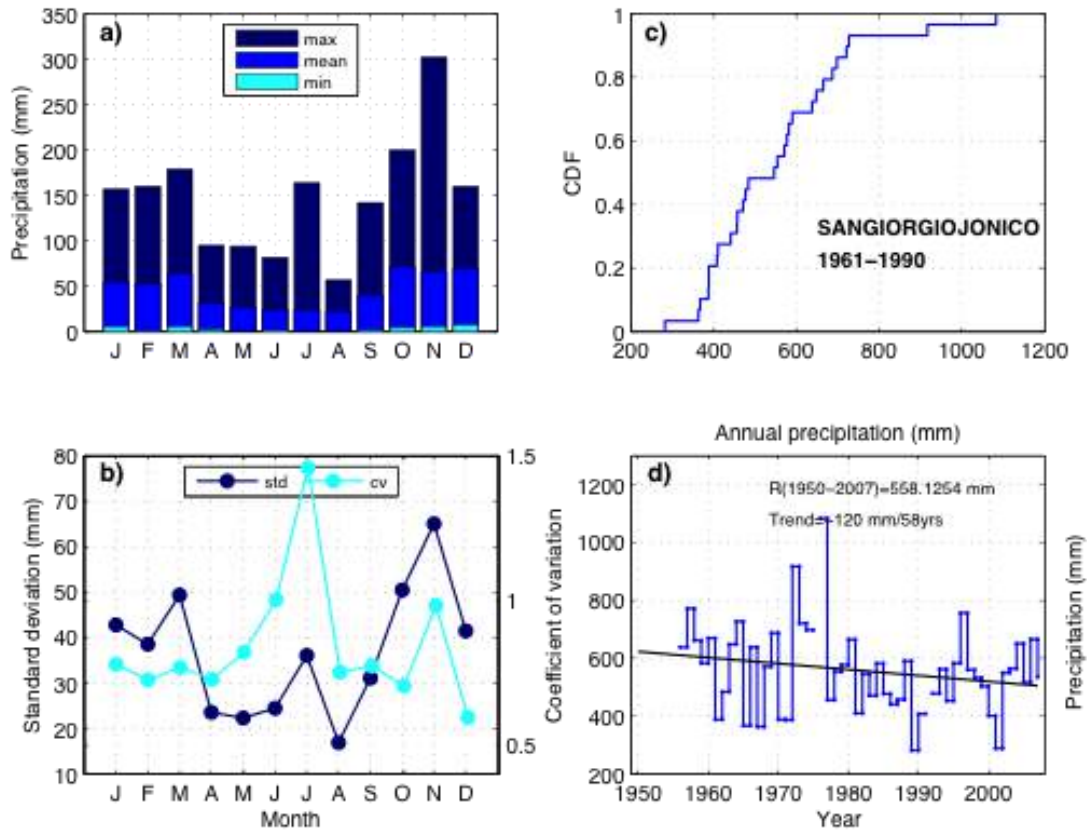 a)
max
mean
min
Precipitation (mm)
350
300
250
200
150
100
50
0
J F M A M J J A S O N D
c)
CDF
1
0.8
0.6
0.4
0.2
0
SANGIORGIOJONICO
1961–1990
200 400 600 800 1000 1200
Annual precipitation (mm)
b)
std
cv
Standard deviation (mm)
80
70
60
50
40
30
20
10
1.5
1
0.5
Coefficient of variation
J F M A M J J A S O N D
Month
d)
R(1950–2007)=558.1254 mm
Trend=-120 mm/58yrs
1200
1000
800
600
400
200
Precipitation (mm)
1950 1960 1970 1980 1990 2000
Year